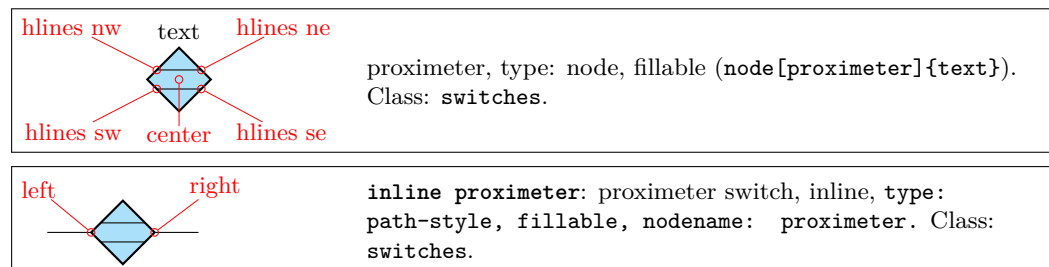 hlines nw text hlines ne
hlines sw center hlines se
proximeter, type: node, fillable (node[proximeter]{text}).
Class: switches.
left right
inline proximeter: proximeter switch, inline, type:
path-style, fillable, nodename: proximeter. Class:
switches.